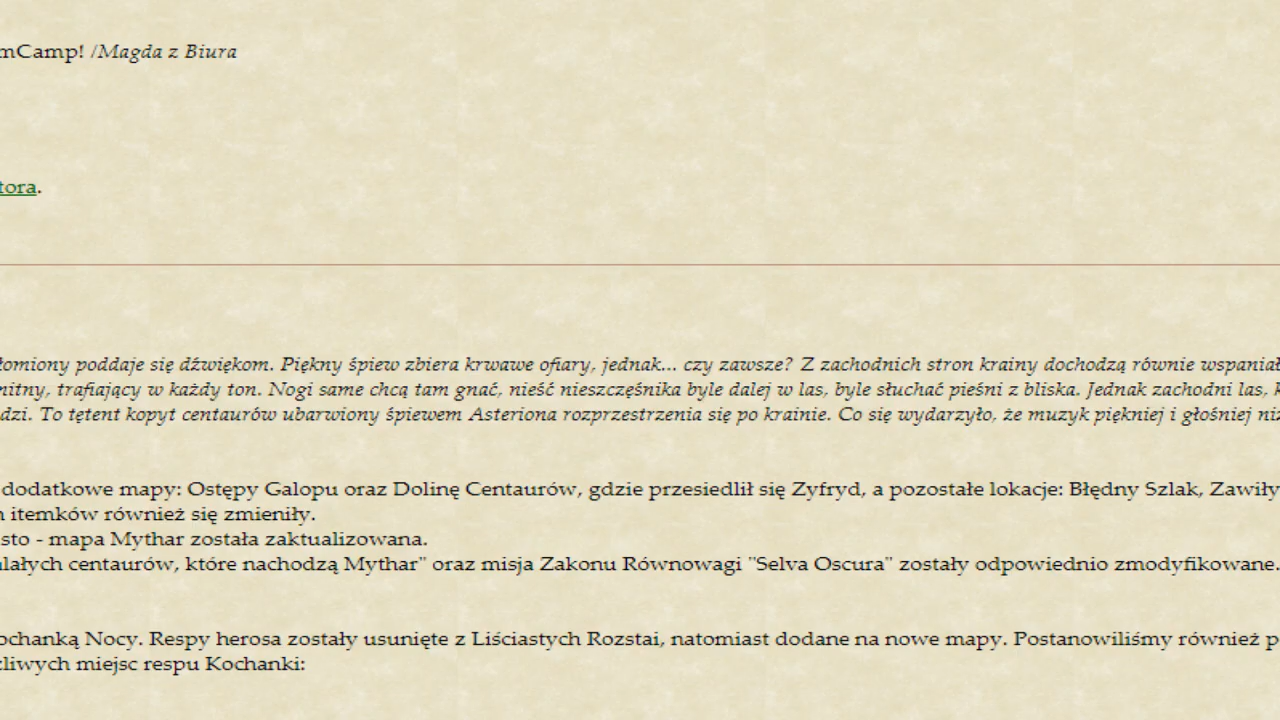 mCamp! /Magda z Biura
tora.
łomiony poddaje się dźwiękom. Piękny śpiew zbiera krwawe ofiary, jednak... czy zawsze? Z zachodnich stron krainy dochodzą równie wspaniał
nitny, trafiający w każdy ton. Nogi same chcą tam gnać, nieść nieszczęśnika byle dalej w las, byle słuchać pieśni z bliska. Jednak zachodni las, k
dzi. To tętent kopyt centaurów ubarwiony śpiewem Asteriona rozprzestrzenia się po krainie. Co się wydarzyło, że muzyk piękniej i głośniej niż
dodatkowe mapy: Ostępy Galopu oraz Dolinę Centaurów, gdzie przesiedlił się Zyfryd, a pozostałe lokacje: Błędny Szlak, Zawiły
h itemków również się zmieniły.
sto - mapa Mythar została zaktualizowana.
alałych centaurów, które nachodzą Mythar" oraz misja Zakonu Równowagi "Selva Oscura" zostały odpowiednio zmodyfikowane.
ochanką Nocy. Respy herosa zostały usunięte z Liściastych Rozstai, natomiast dodane na nowe mapy. Postanowiliśmy również p
żliwych miejsc respu Kochanki: